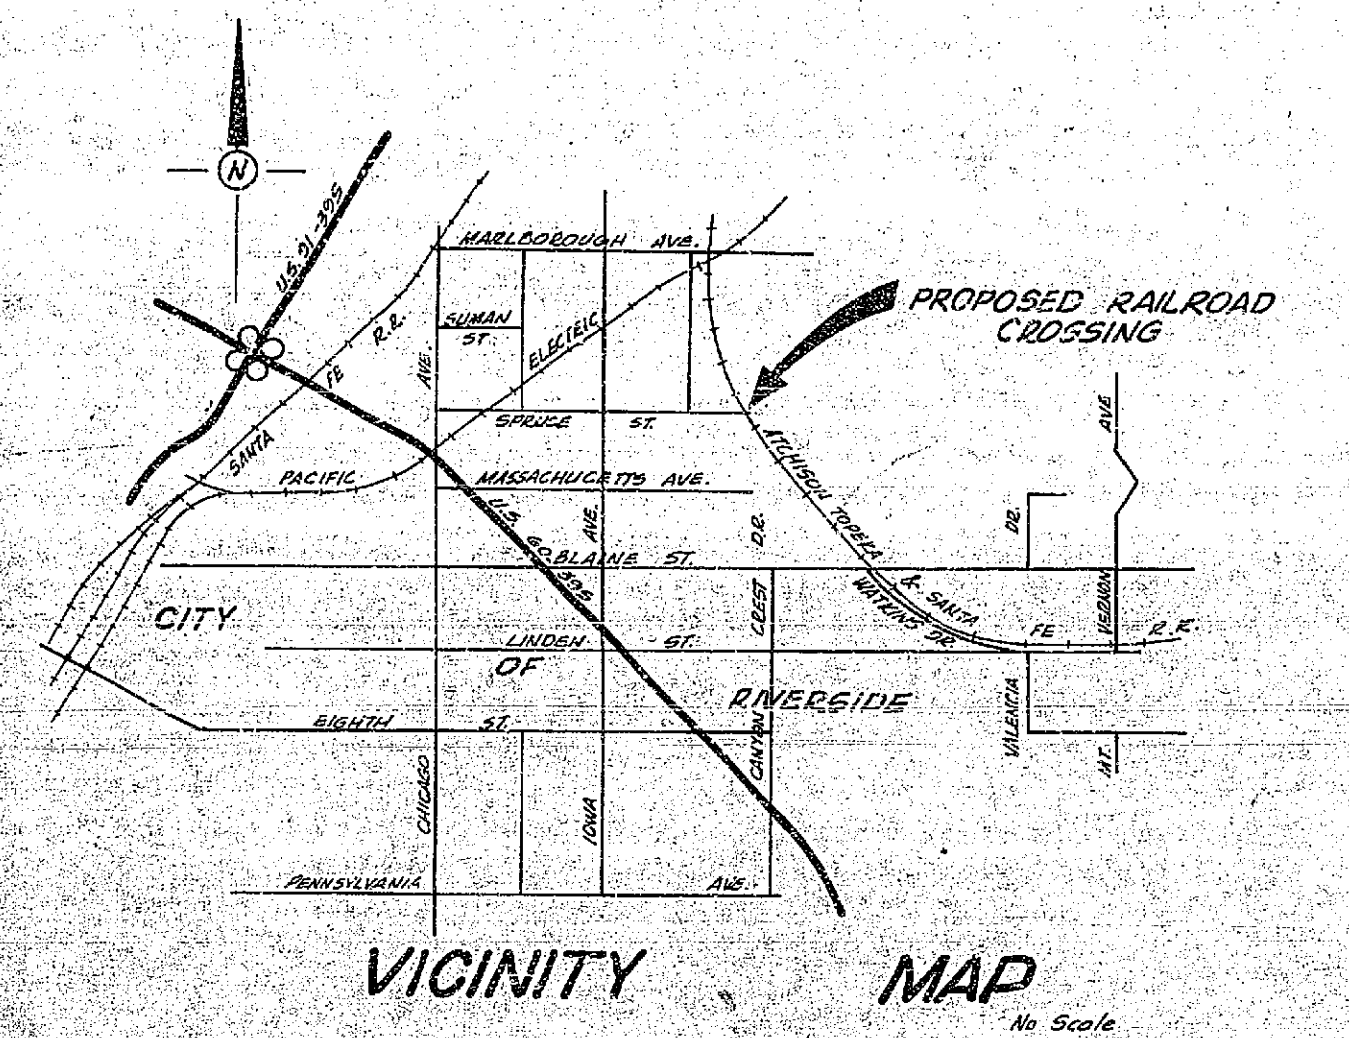 N
U.S. 91-395
MARLBOROUGH AVE.
PROPOSED RAILROAD
CROSSING
SUMAN
ST.
SANTA FE R.R.
AVE.
PACIFIC ELECTRIC
SPRUCE ST.
AVE
ATCHISON TOPEKA & SANTA FE R.R.
MASSACHUCETTS AVE.
U.S. 60 395
AVE.
DR.
DR.
BLAINE ST.
WATKINS DR.
CITY
CREST
VERNON
LINDEN ST.
OF
RIVERSIDE
EIGHTH ST.
CANYON
VALENCIA
MT.
CHICAGO
IOWA
PENNSYLVANIA AVE.
VICINITY MAP
No Scale